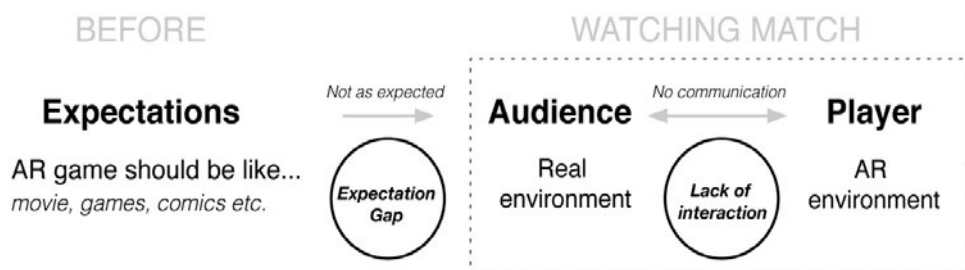 BEFORE
WATCHING MATCH
Expectations
AR game should be like...
movie, games, comics etc.
Not as expected
Expectation
Gap
Audience
Real
environment
No communication
Lack of
interaction
Player
AR
environment